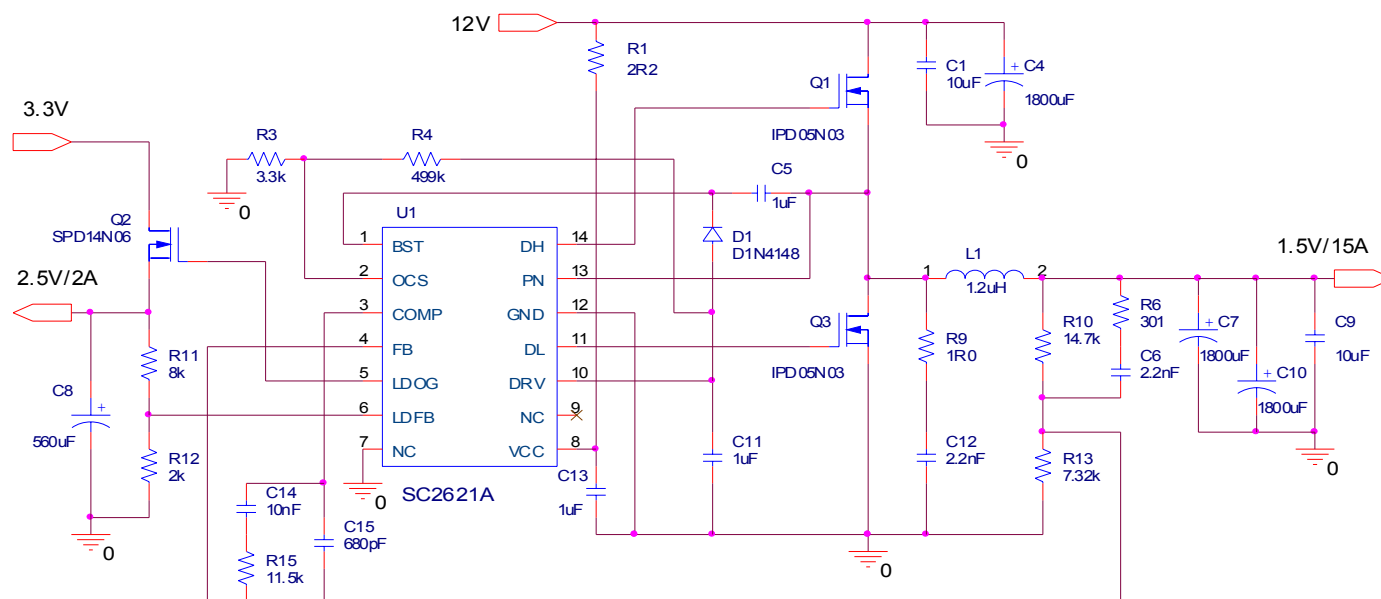 12V
R1
2R2
C1
10uF
C4
1800uF
Q1
IPD05N03
0
3.3V
R3
3.3k
R4
499k
0
C5
1uF
Q2
SPD14N06
U1
D1
D1N4148
1
BST
DH
14
2
OCS
PN
13
3
COMP
GND
12
4
FB
DL
11
5
LDOG
DRV
10
6
LDFB
NC
9
7
NC
VCC
8
SC2621A
0
2.5V/2A
R11
8k
C8
560uF
R12
2k
0
C14
10nF
R15
11.5k
C15
680pF
C13
1uF
C11
1uF
Q3
IPD05N03
1
L1
2
1.2uH
1.5V/15A
R9
1R0
C12
2.2nF
R10
14.7k
R6
301
C6
2.2nF
R13
7.32k
C7
1800uF
C10
1800uF
C9
10uF
0
0